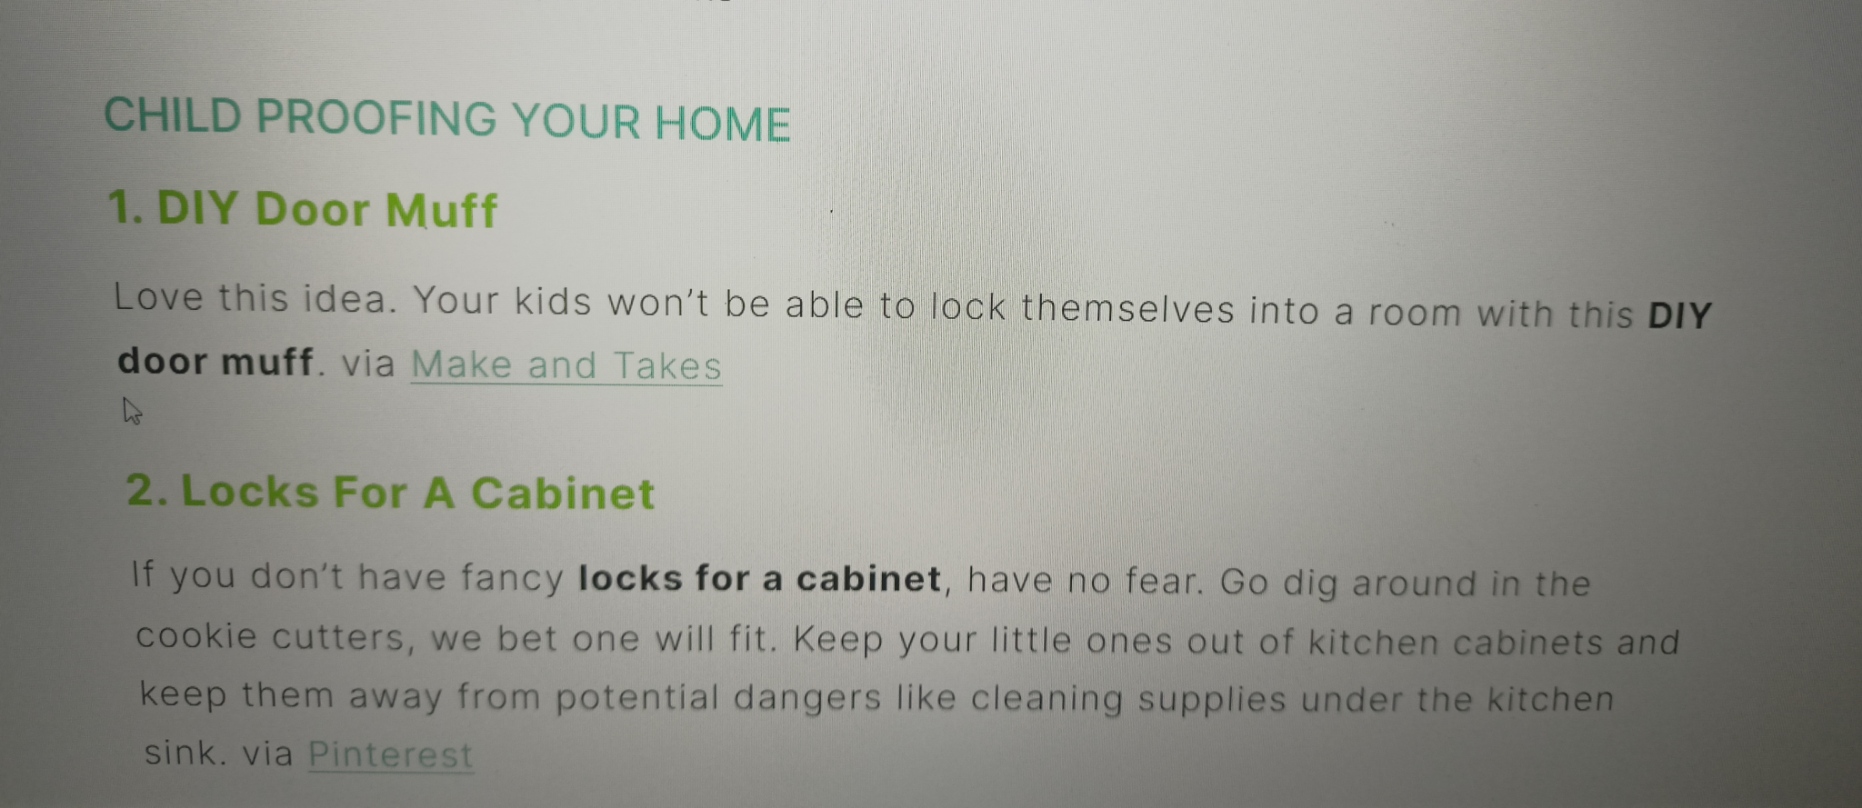 CHILD PROOFING YOUR HOME
1. DIY Door Muff
Love this idea. Your kids won't be able to lock themselves into a room with this DIY
door muff. via Make and Takes
2. Locks For A Cabinet
If you don't have fancy locks for a cabinet, have no fear. Go dig around in the
cookie cutters, we bet one will fit. Keep your little ones out of kitchen cabinets and
keep them away from potential dangers like cleaning supplies under the kitchen
sink. via Pinterest